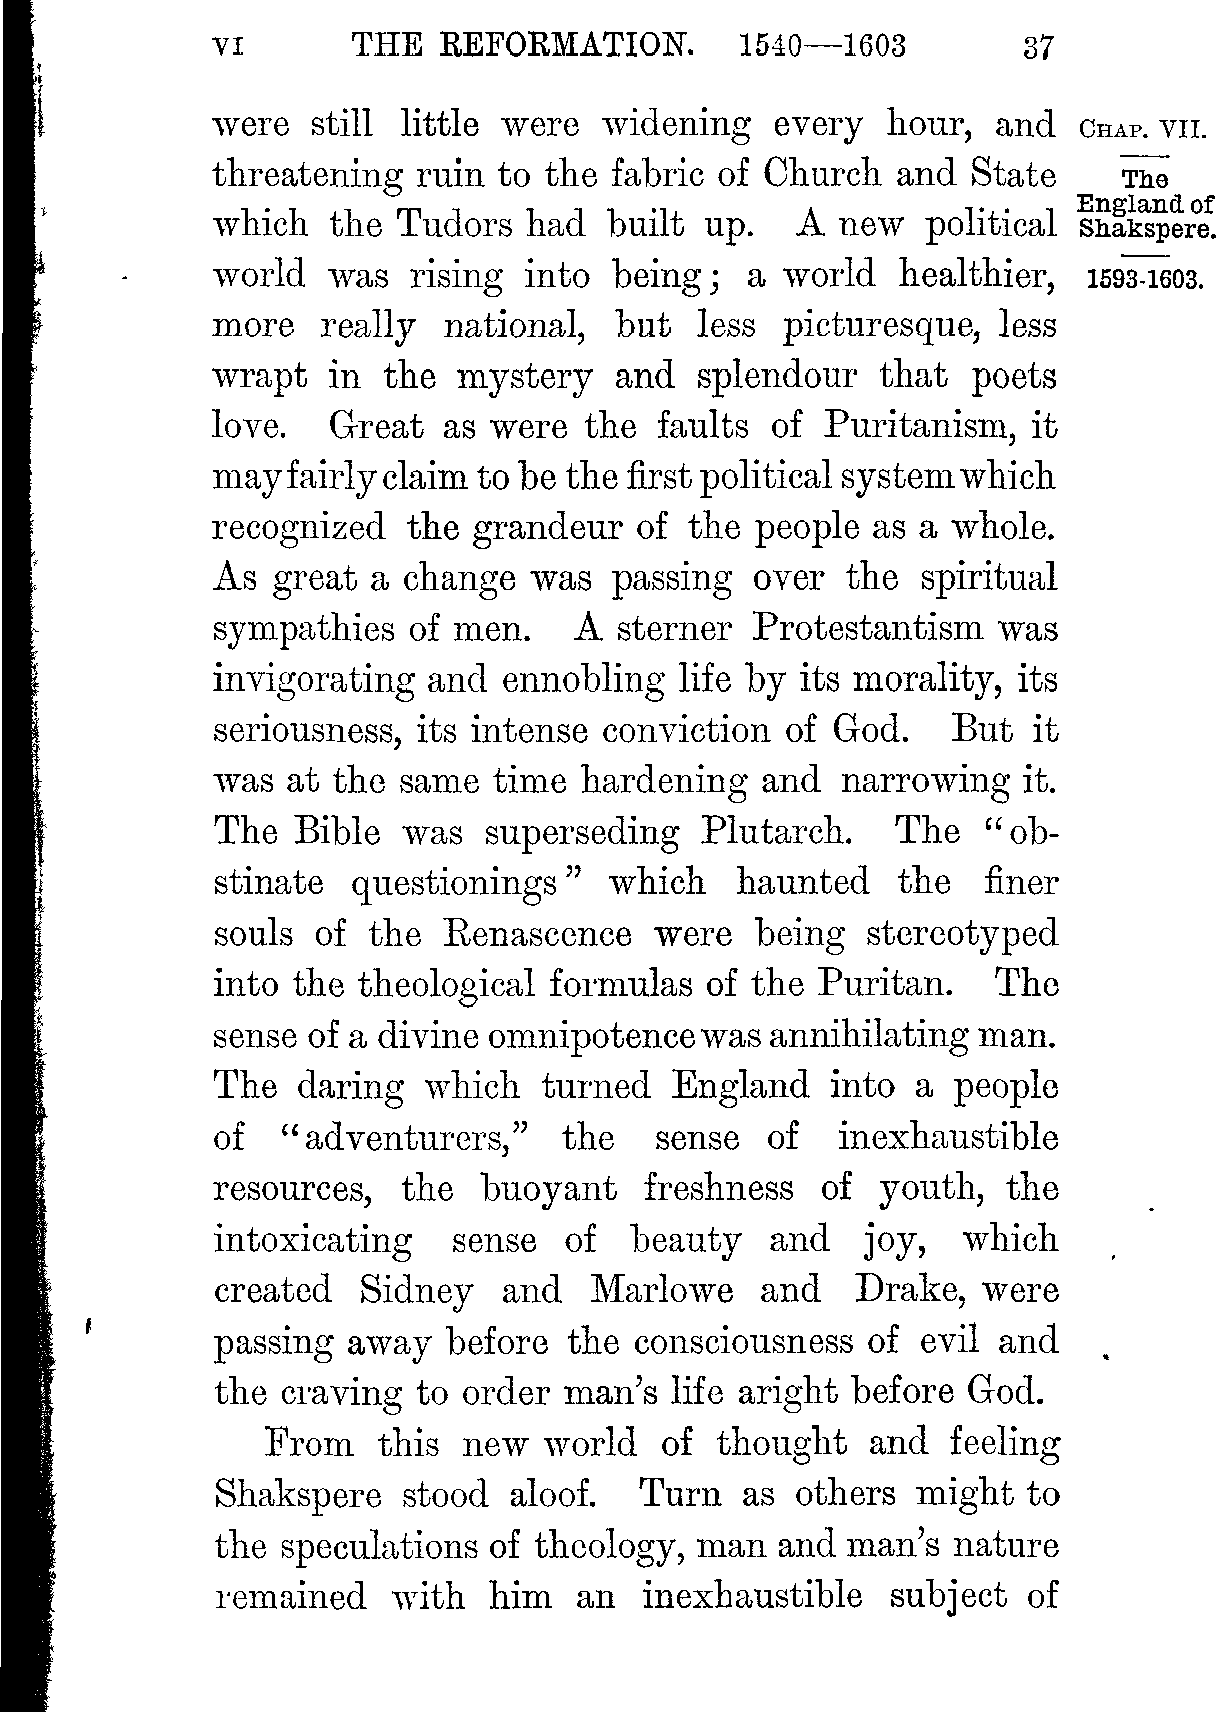 VI THE REFORMATION. 1540—1603 37
were still little were widening every hour, and
threatening ruin to the fabric of Church and State
which the Tudors had built up. A new political
world was rising into being; a world healthier,
more really national, but less picturesque, less
wrapt in the mystery and splendour that poets
love. Great as were the faults of Puritanism, it
may fairly claim to be the first political system which
recognized the grandeur of the people as a whole.
As great a change was passing over the spiritual
sympathies of men. A sterner Protestantism was
invigorating and ennobling life by its morality, its
seriousness, its intense conviction of God. But it
was at the same time hardening and narrowing it.
The Bible was superseding Plutarch. The “ob-
stinate questionings” which haunted the finer
souls of the Renascence were being stereotyped
into the theological formulas of the Puritan. The
sense of a divine omnipotence was annihilating man.
The daring which turned England into a people
of “adventurers,” the sense of inexhaustible
resources, the buoyant freshness of youth, the
intoxicating sense of beauty and joy, which
created Sidney and Marlowe and Drake, were
passing away before the consciousness of evil and
the craving to order man’s life aright before God.
From this new world of thought and feeling
Shakspere stood aloof. Turn as others might to
the speculations of theology, man and man’s nature
remained with him an inexhaustible subject of
CHAP. VII.
The
England of
Shakspere.
1593-1603.